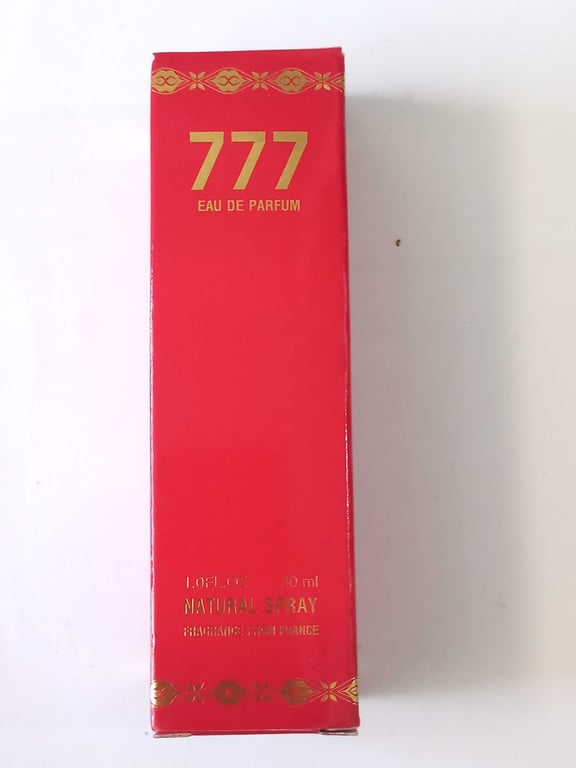 777
EAU DE PARFUM
1.0FL.OZ 30 ml
NATURAL SPRAY
FRAGRANCE FROM FRANCE